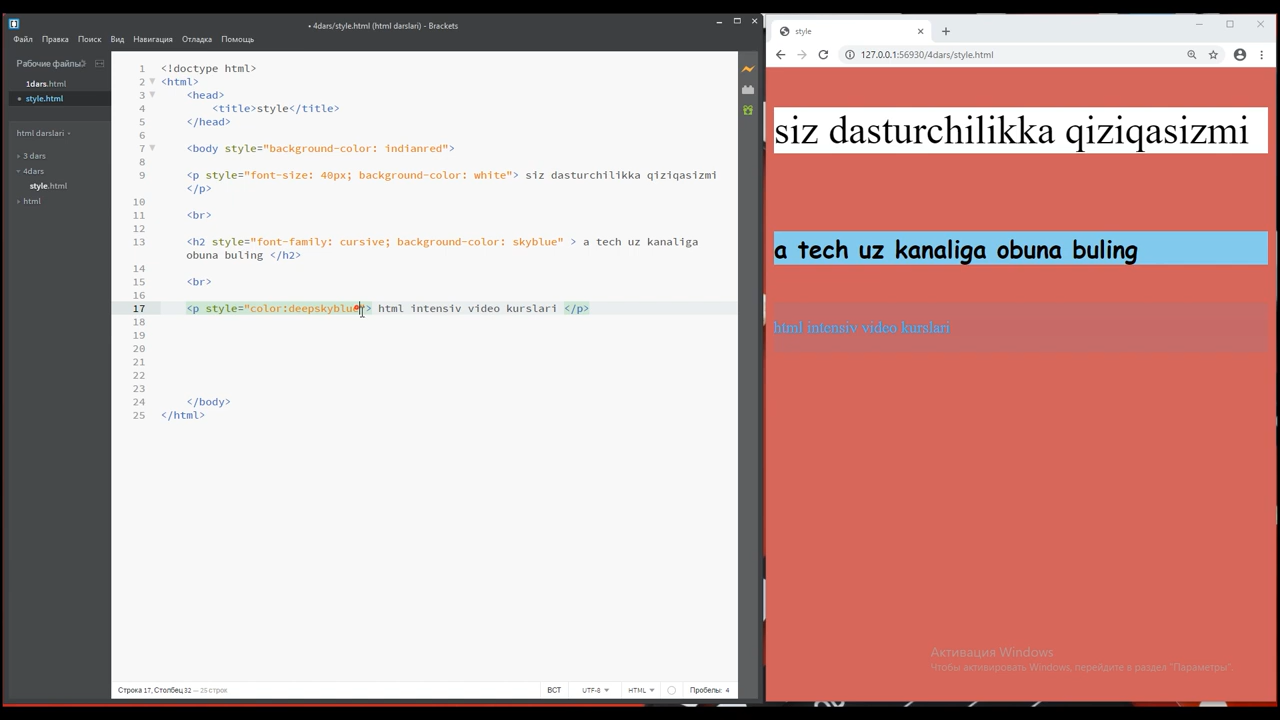 • 4dars/style.html (html darslari) - Brackets
Файл Правка Поиск Вид Навигация Отладка Помощь
Рабочие файлы
1dars.html
• style.html
html darslari
3 dars
4dars
style.html
html
1 <!doctype html>
2 <html>
3 <head>
4 <title>style</title>
5 </head>
6
7 <body style="background-color: indianred">
8
9 <p style="font-size: 40px; background-color: white"> siz dasturchilikka qiziqasizmi
</p>
10
11 <br>
12
13 <h2 style="font-family: cursive; background-color: skyblue" > a tech uz kanaliga
obuna buling </h2>
14
15 <br>
16
17 <p style="color:deepskyblue"> html intensiv video kurslari </p>
18
19
20
21
22
23
24 </body>
25 </html>
Строка 17, Столбец 32 — 25 строк
ВСТ UTF-8 HTML Пробелы: 4
style
127.0.0.1:56930/4dars/style.html
siz dasturchilikka qiziqasizmi
a tech uz kanaliga obuna buling
html intensiv video kurslari
Активация Windows
Чтобы активировать Windows, перейдите в раздел "Параметры".